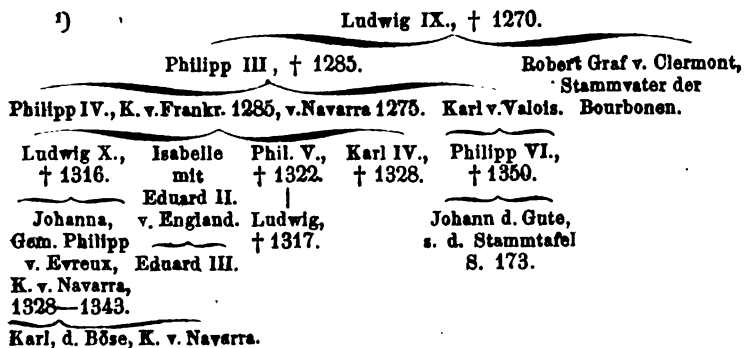 ¹) Ludwig IX., † 1270.
Philipp III, † 1285. Robert Graf v. Clermont,
Stammvater der
Philipp IV., K. v. Frankr. 1285, v. Navarra 1275. Karl v. Valois. Bourbonen.
Ludwig X., Isabelle Phil. V., Karl IV., Philipp VI.,
† 1316. mit † 1322. † 1328. † 1350.
Eduard II.
Johanna, v. England. Ludwig, Johann d. Gute,
Gem. Philipp † 1317. s. d. Stammtafel
v. Evreux, Eduard III. S. 173.
K. v. Navarra,
1328—1343.
Karl, d. Böse, K. v. Navarra.